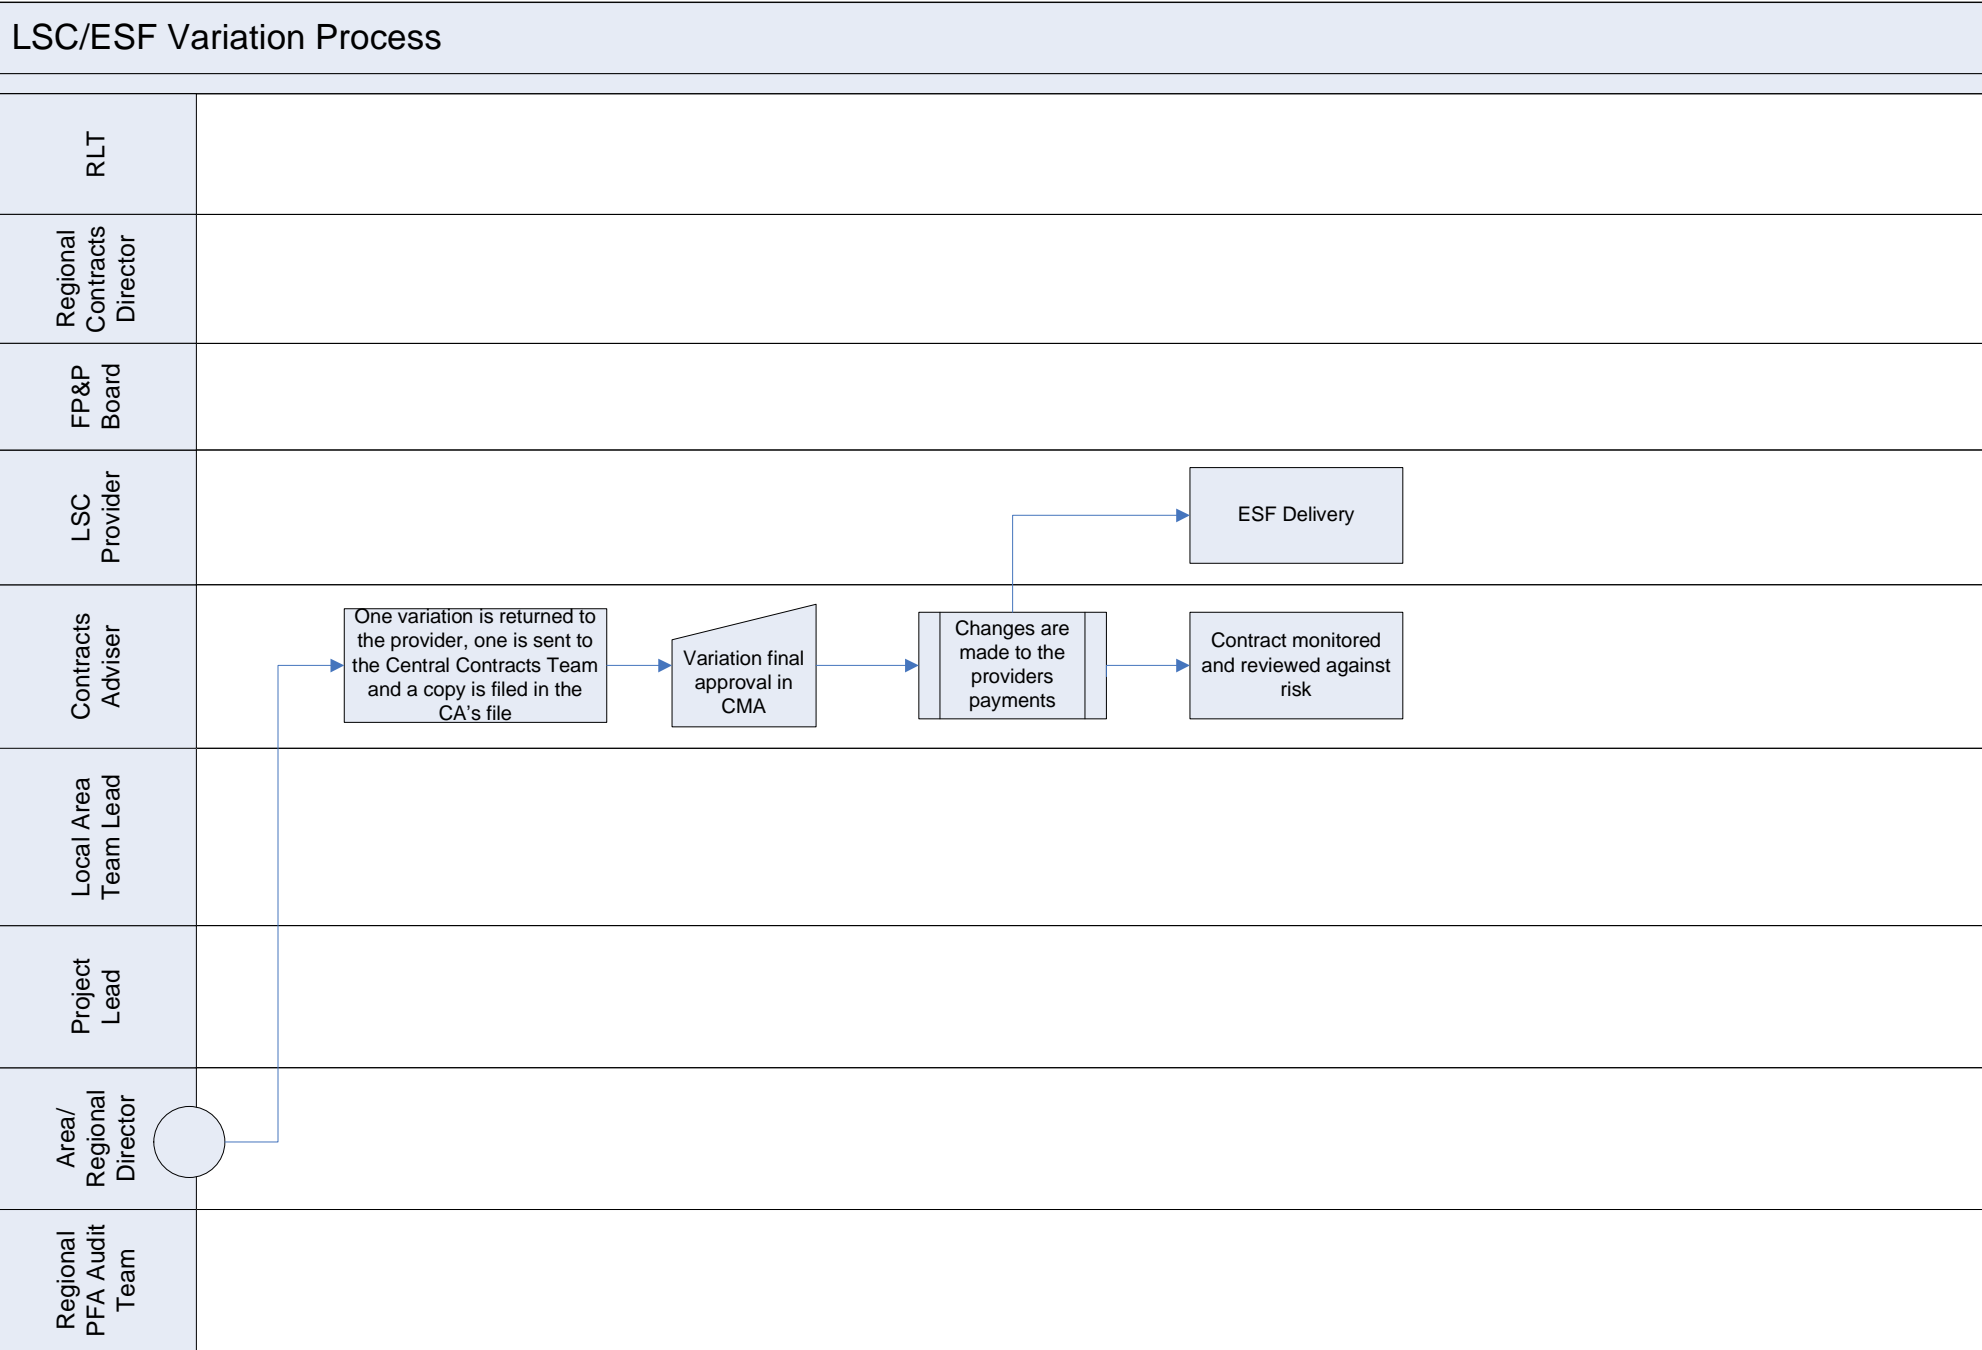 LSC/ESF Variation Process
RLT
Regional
Contracts
Director
FP&P
Board
LSC
Provider
ESF Delivery
Contracts
Adviser
One variation is returned to
the provider, one is sent to
the Central Contracts Team
and a copy is filed in the
CA's file
Variation final
approval in
CMA
Changes are
made to the
providers
payments
Contract monitored
and reviewed against
risk
Local Area
Team Lead
Project
Lead
Area/
Regional
Director
Regional
PFA Audit
Team